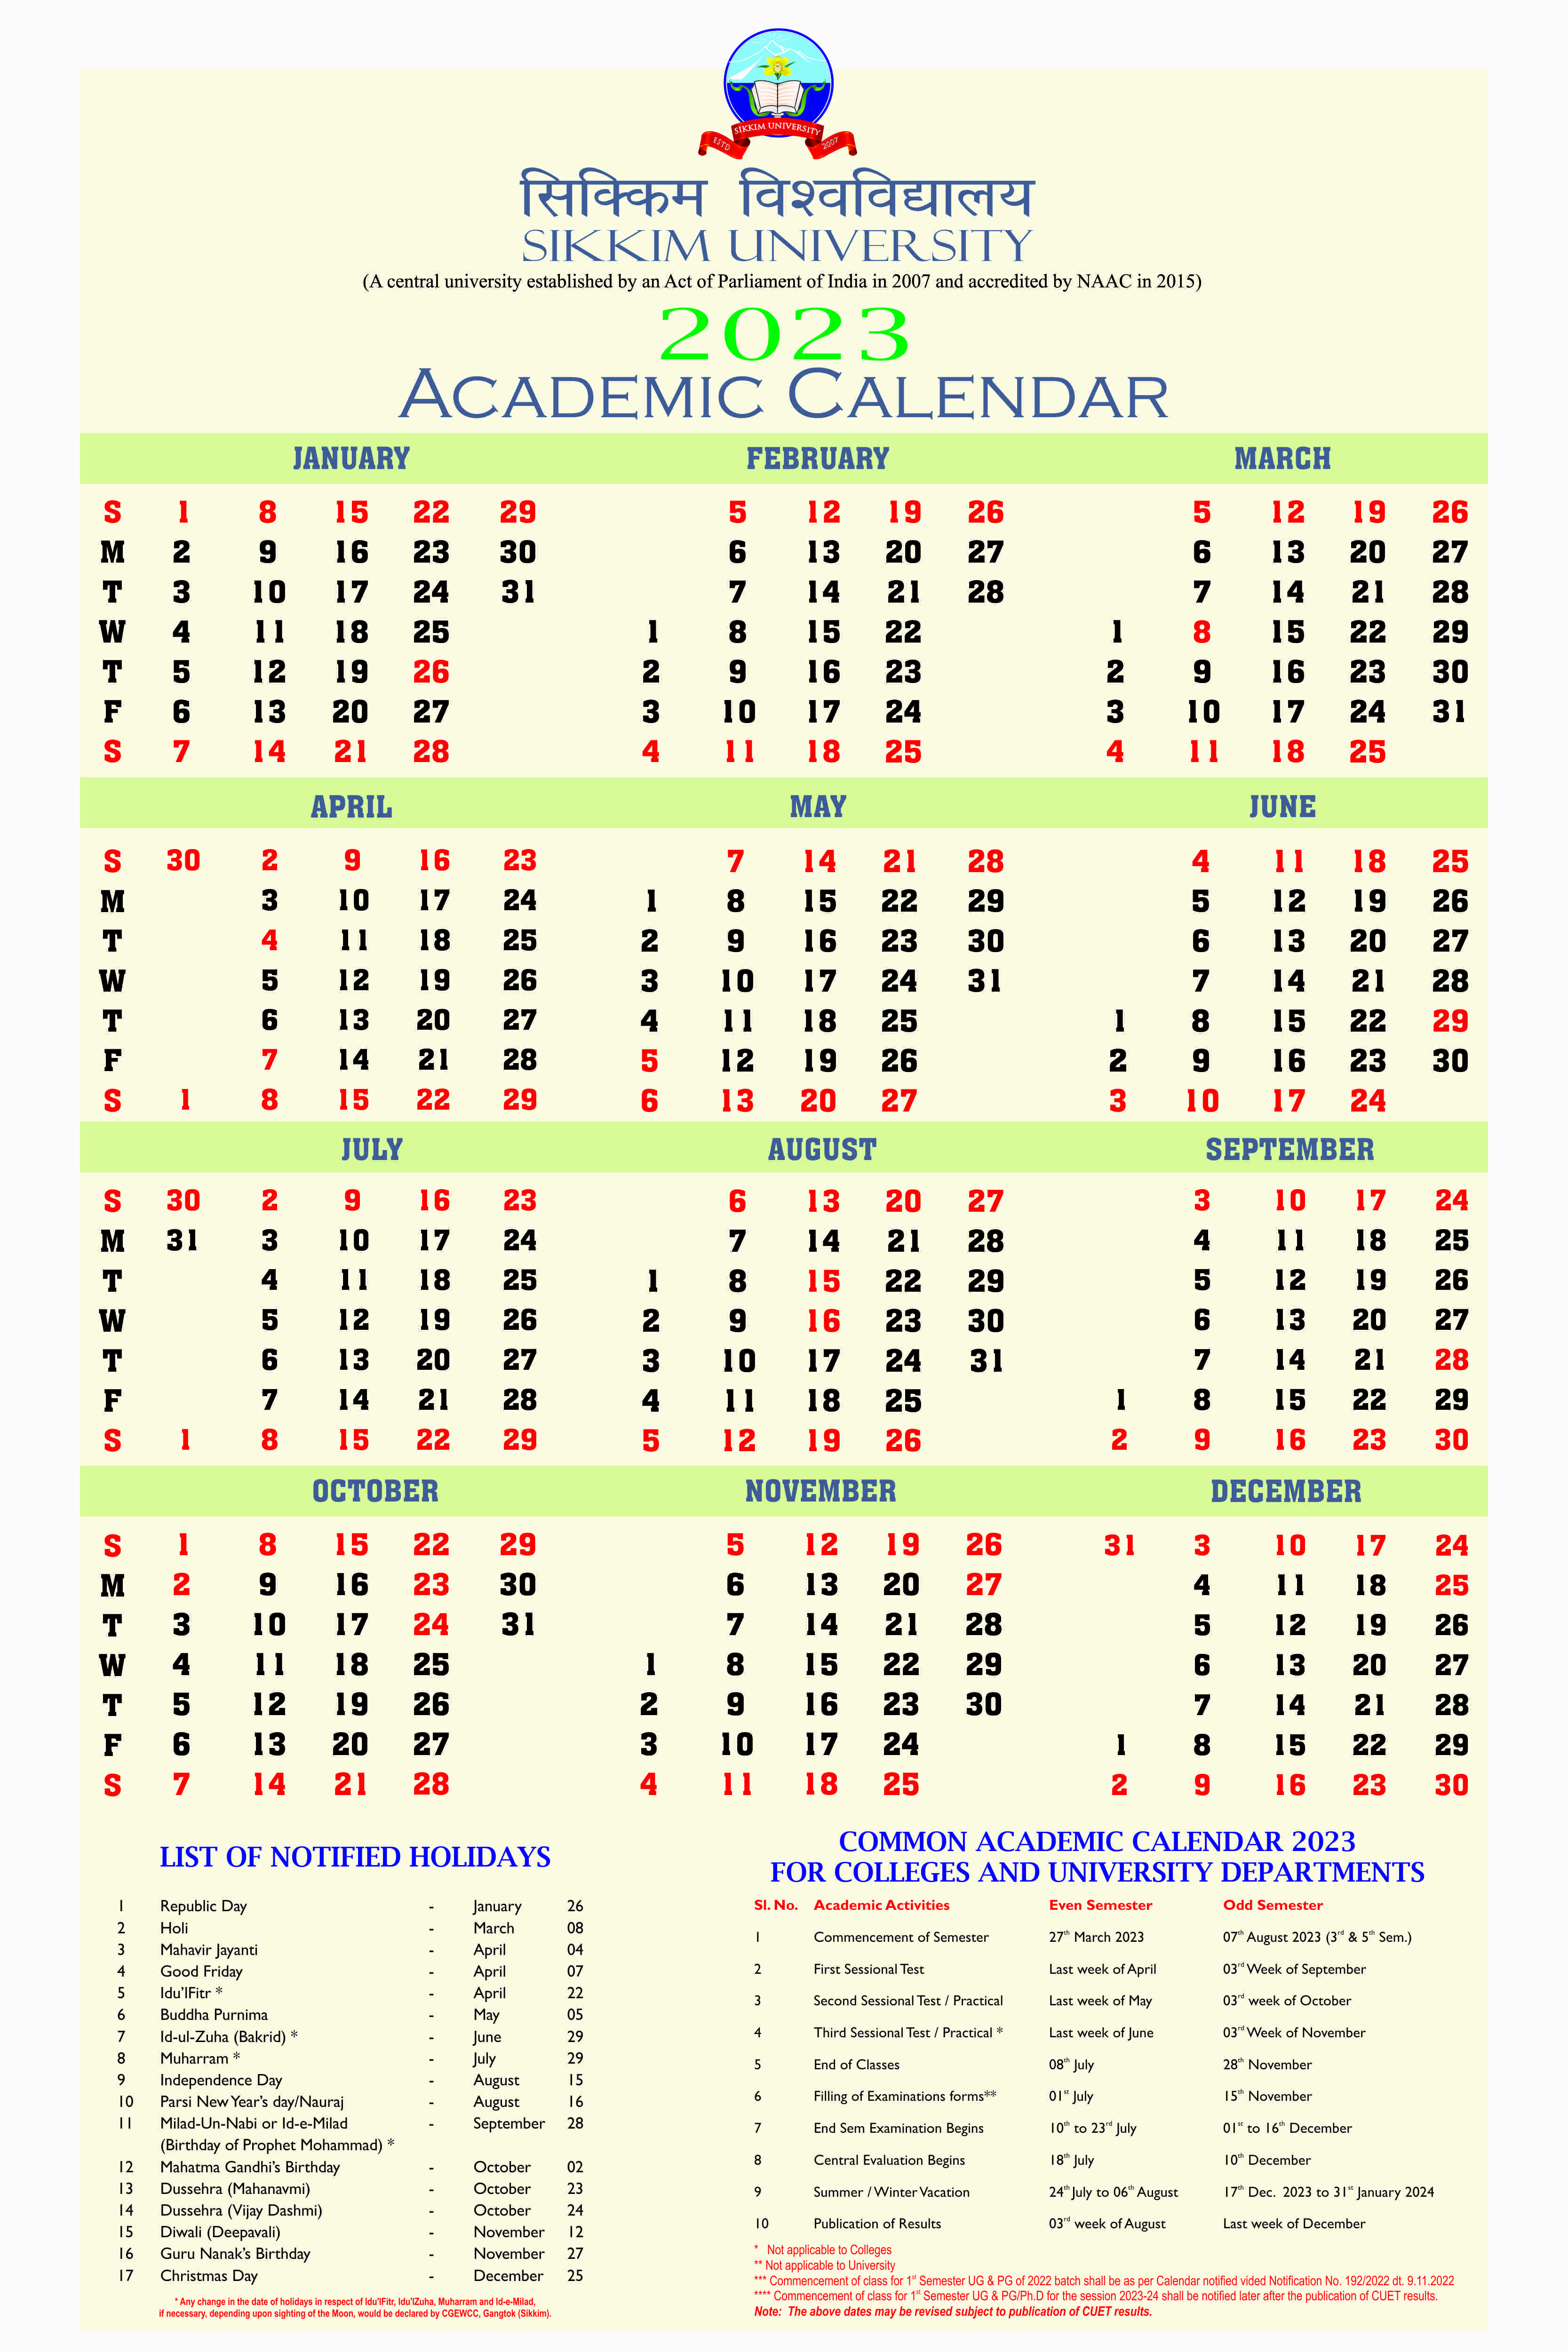 SIKKIM UNIVERSITY
ESTD 2007
सिक्किम विश्वविद्यालय
SIKKIM UNIVERSITY
(A central university established by an Act of Parliament of India in 2007 and accredited by NAAC in 2015)
2023
ACADEMIC CALENDAR
JANUARY FEBRUARY MARCH
S 1 8 15 22 29 5 12 19 26 5 12 19 26
M 2 9 16 23 30 6 13 20 27 6 13 20 27
T 3 10 17 24 31 7 14 21 28 7 14 21 28
W 4 11 18 25 1 8 15 22 1 8 15 22 29
T 5 12 19 26 2 9 16 23 2 9 16 23 30
F 6 13 20 27 3 10 17 24 3 10 17 24 31
S 7 14 21 28 4 11 18 25 4 11 18 25
APRIL MAY JUNE
S 30 2 9 16 23 7 14 21 28 4 11 18 25
M 3 10 17 24 1 8 15 22 29 5 12 19 26
T 4 11 18 25 2 9 16 23 30 6 13 20 27
W 5 12 19 26 3 10 17 24 31 7 14 21 28
T 6 13 20 27 4 11 18 25 1 8 15 22 29
F 7 14 21 28 5 12 19 26 2 9 16 23 30
S 1 8 15 22 29 6 13 20 27 3 10 17 24
JULY AUGUST SEPTEMBER
S 30 2 9 16 23 6 13 20 27 3 10 17 24
M 31 3 10 17 24 7 14 21 28 4 11 18 25
T 4 11 18 25 1 8 15 22 29 5 12 19 26
W 5 12 19 26 2 9 16 23 30 6 13 20 27
T 6 13 20 27 3 10 17 24 31 7 14 21 28
F 7 14 21 28 4 11 18 25 1 8 15 22 29
S 1 8 15 22 29 5 12 19 26 2 9 16 23 30
OCTOBER NOVEMBER DECEMBER
S 1 8 15 22 29 5 12 19 26 31 3 10 17 24
M 2 9 16 23 30 6 13 20 27 4 11 18 25
T 3 10 17 24 31 7 14 21 28 5 12 19 26
W 4 11 18 25 1 8 15 22 29 6 13 20 27
T 5 12 19 26 2 9 16 23 30 7 14 21 28
F 6 13 20 27 3 10 17 24 1 8 15 22 29
S 7 14 21 28 4 11 18 25 2 9 16 23 30
LIST OF NOTIFIED HOLIDAYS
1 Republic Day - January 26
2 Holi - March 08
3 Mahavir Jayanti - April 04
4 Good Friday - April 07
5 Idu'lFitr * - April 22
6 Buddha Purnima - May 05
7 Id-ul-Zuha (Bakrid) * - June 29
8 Muharram * - July 29
9 Independence Day - August 15
10 Parsi New Year's day/Nauraj - August 16
11 Milad-Un-Nabi or Id-e-Milad - September 28
(Birthday of Prophet Mohammad) *
12 Mahatma Gandhi's Birthday - October 02
13 Dussehra (Mahanavmi) - October 23
14 Dussehra (Vijay Dashmi) - October 24
15 Diwali (Deepavali) - November 12
16 Guru Nanak's Birthday - November 27
17 Christmas Day - December 25
* Any change in the date of holidays in respect of Idu'lFitr, Idu'lZuha, Muharram and Id-e-Milad,
if necessary, depending upon sighting of the Moon, would be declared by CGEWCC, Gangtok (Sikkim).
COMMON ACADEMIC CALENDAR 2023
FOR COLLEGES AND UNIVERSITY DEPARTMENTS
Sl. No. Academic Activities Even Semester Odd Semester
1 Commencement of Semester 27th March 2023 07th August 2023 (3rd & 5th Sem.)
2 First Sessional Test Last week of April 03rd Week of September
3 Second Sessional Test / Practical Last week of May 03rd week of October
4 Third Sessional Test / Practical * Last week of June 03rd Week of November
5 End of Classes 08th July 28th November
6 Filling of Examinations forms** 01st July 15th November
7 End Sem Examination Begins 10th to 23rd July 01st to 16th December
8 Central Evaluation Begins 18th July 10th December
9 Summer / Winter Vacation 24th July to 06th August 17th Dec. 2023 to 31st January 2024
10 Publication of Results 03rd week of August Last week of December
* Not applicable to Colleges
** Not applicable to University
*** Commencement of class for 1st Semester UG & PG of 2022 batch shall be as per Calendar notified vided Notification No. 192/2022 dt. 9.11.2022
**** Commencement of class for 1st Semester UG & PG/Ph.D for the session 2023-24 shall be notified later after the publication of CUET results.
Note: The above dates may be revised subject to publication of CUET results.